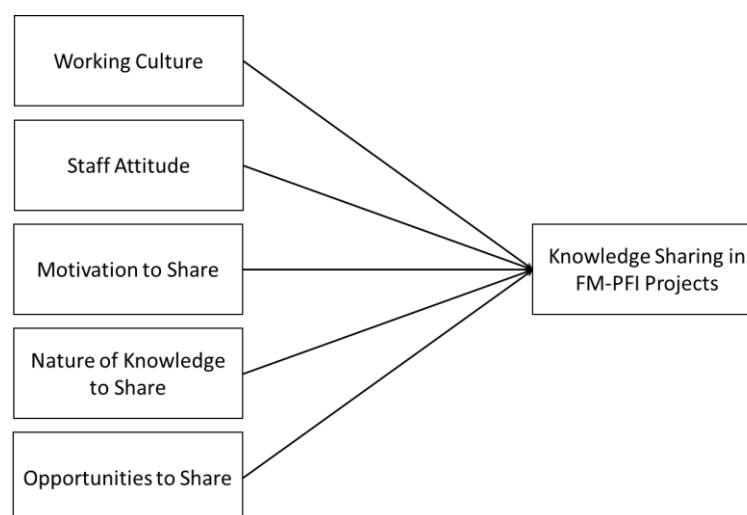 Working Culture
Staff Attitude
Motivation to Share
Nature of Knowledge
to Share
Opportunities to Share
Knowledge Sharing in
FM-PFI Projects